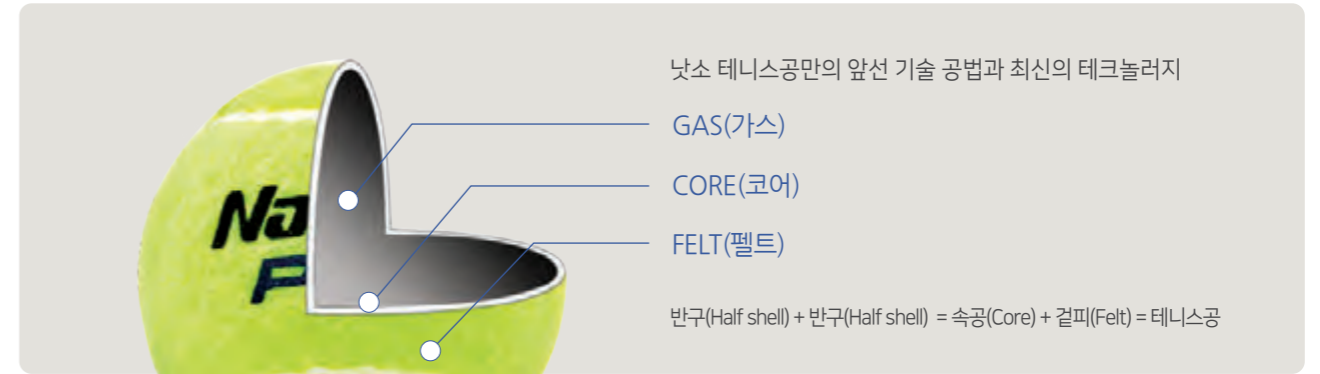 낫소 테니스공만의 앞선 기술 공법과 최신의 테크놀러지
GAS(가스)
CORE(코어)
FELT(펠트)
반구(Half shell) + 반구(Half shell) = 속공(Core) + 겉피(Felt) = 테니스공